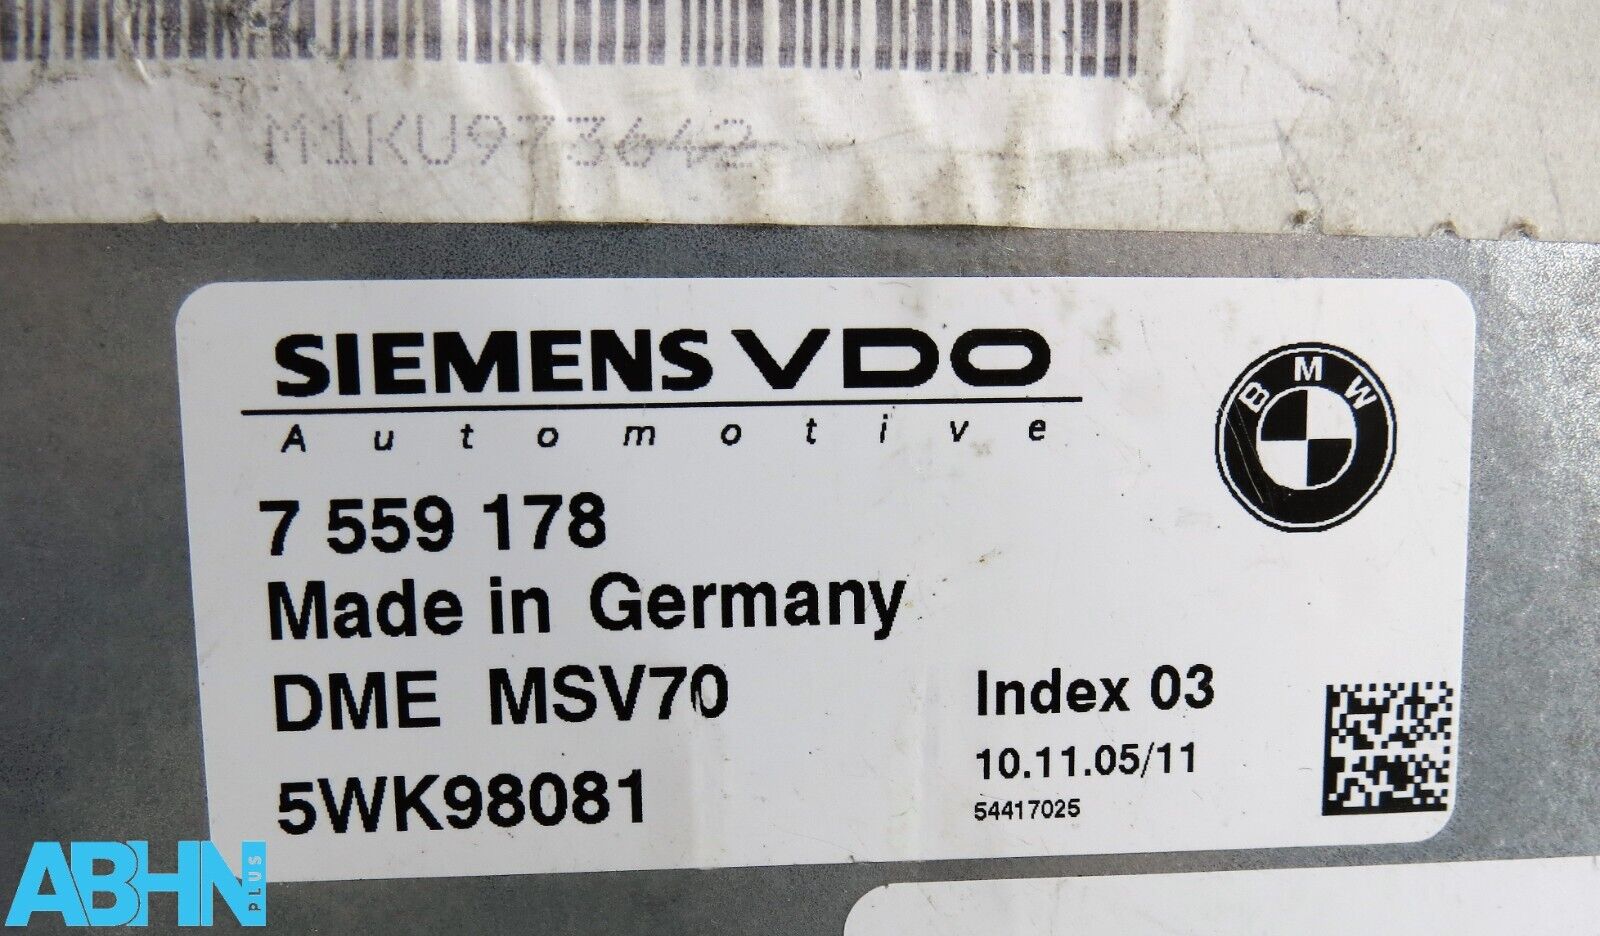 M1KU973642
SIEMENS VDO
Automotive
BMW
7 559 178
Made in Germany
DME MSV70
Index 03
10.11.05/11
5WK98081
54417025
ABHN
PLUS